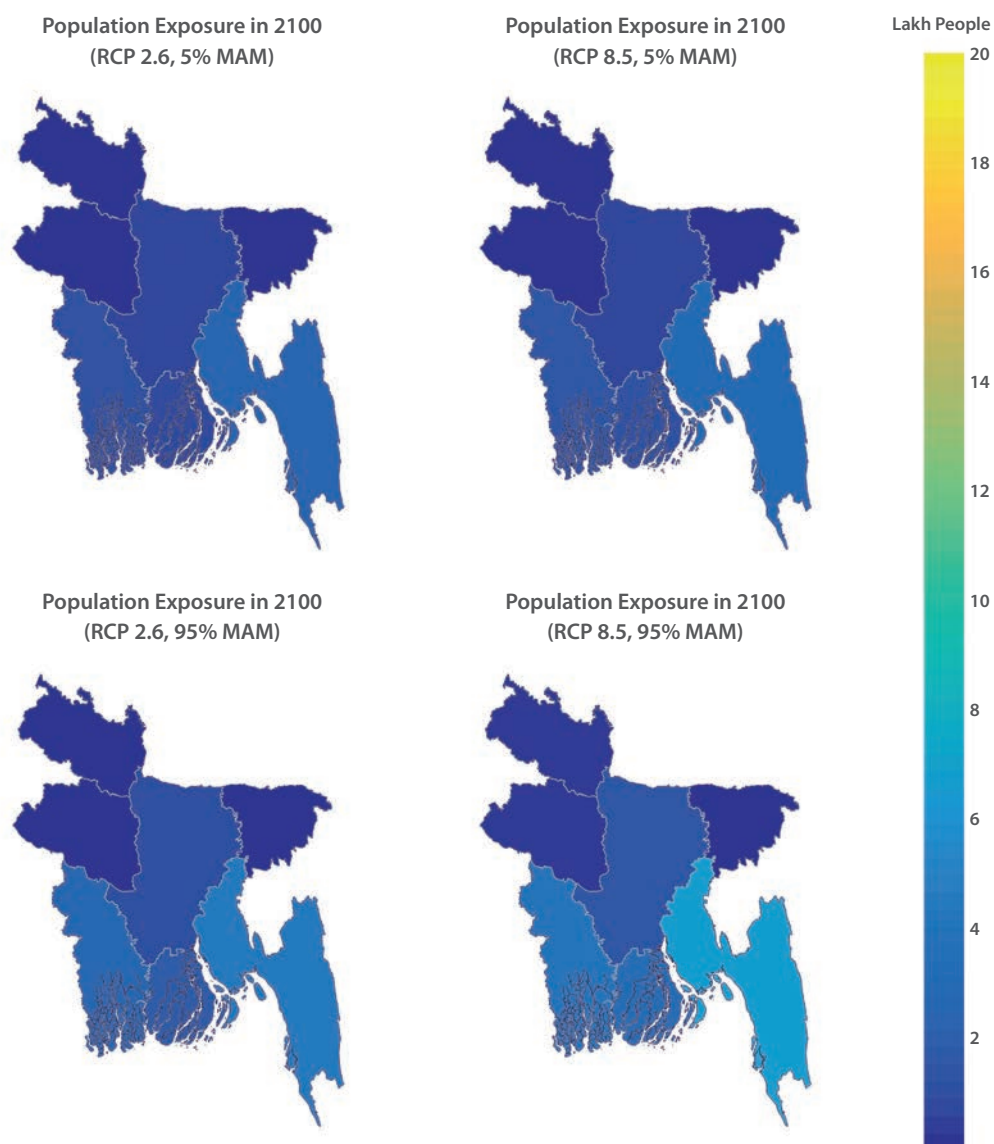 Population Exposure in 2100
(RCP 2.6, 5% MAM)
Population Exposure in 2100
(RCP 8.5, 5% MAM)
Lakh People
20
18
16
14
12
10
8
6
4
2
Population Exposure in 2100
(RCP 2.6, 95% MAM)
Population Exposure in 2100
(RCP 8.5, 95% MAM)